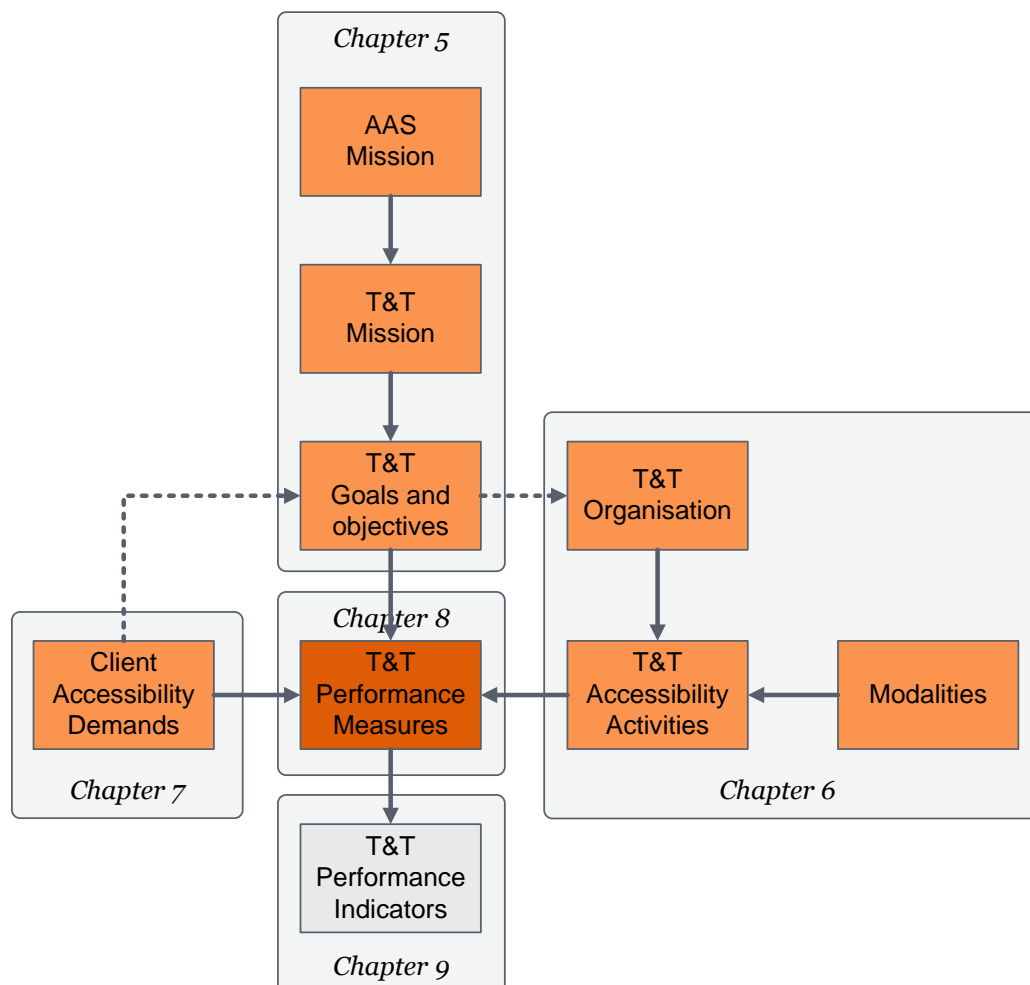 Chapter 5
AAS
Mission
T&T
Mission
T&T
Goals and
objectives
T&T
Organisation
Chapter 8
Client
Accessibility
Demands
T&T
Performance
Measures
T&T
Accessibility
Activities
Modalities
Chapter 7
Chapter 6
T&T
Performance
Indicators
Chapter 9